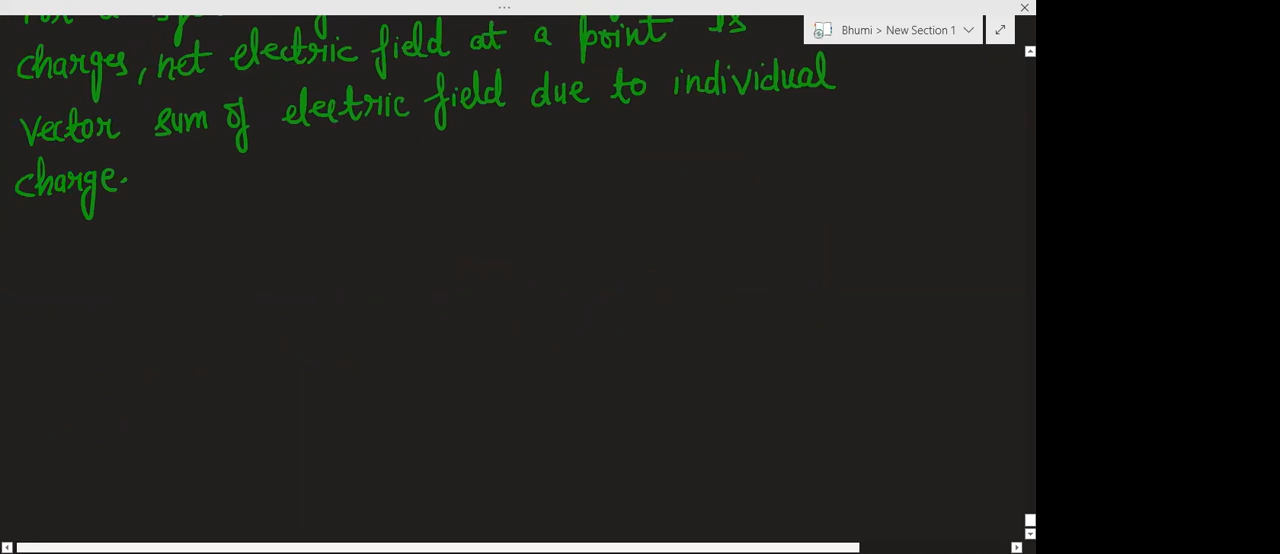 For a
charges, net electric field at a point is
vector sum of electric field due to individual
charge.
Bhumi > New Section 1